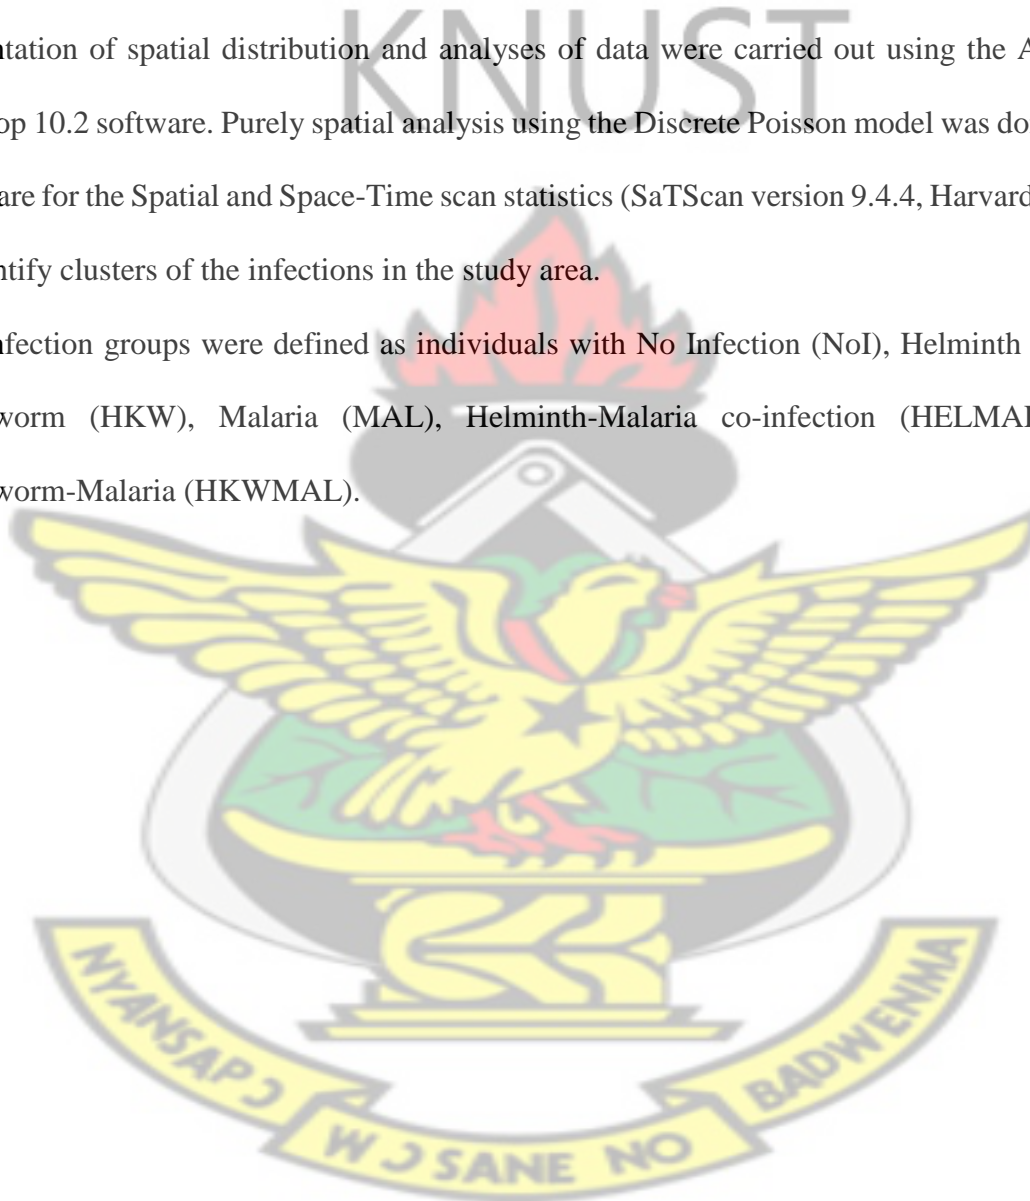 KNUST
ntation of spatial distribution and analyses of data were carried out using the A
op 10.2 software. Purely spatial analysis using the Discrete Poisson model was do
are for the Spatial and Space-Time scan statistics (SaTScan version 9.4.4, Harvard
ntify clusters of the infections in the study area.
nfection groups were defined as individuals with No Infection (NoI), Helminth
worm (HKW), Malaria (MAL), Helminth-Malaria co-infection (HELMAL
worm-Malaria (HKWMAL).
NYANSAPƆ
WƆSANE NO
BADWENMA